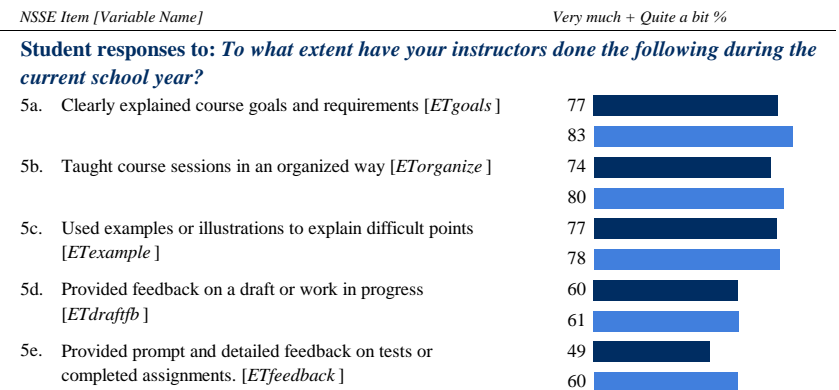 NSSE Item [Variable Name] Very much + Quite a bit %
Student responses to: To what extent have your instructors done the following during the
current school year?
5a. Clearly explained course goals and requirements [ETgoals ] 77
83
5b. Taught course sessions in an organized way [ETorganize ] 74
80
5c. Used examples or illustrations to explain difficult points 77
[ETexample ] 78
5d. Provided feedback on a draft or work in progress 60
[ETdraftfb ] 61
5e. Provided prompt and detailed feedback on tests or 49
completed assignments. [ETfeedback ] 60